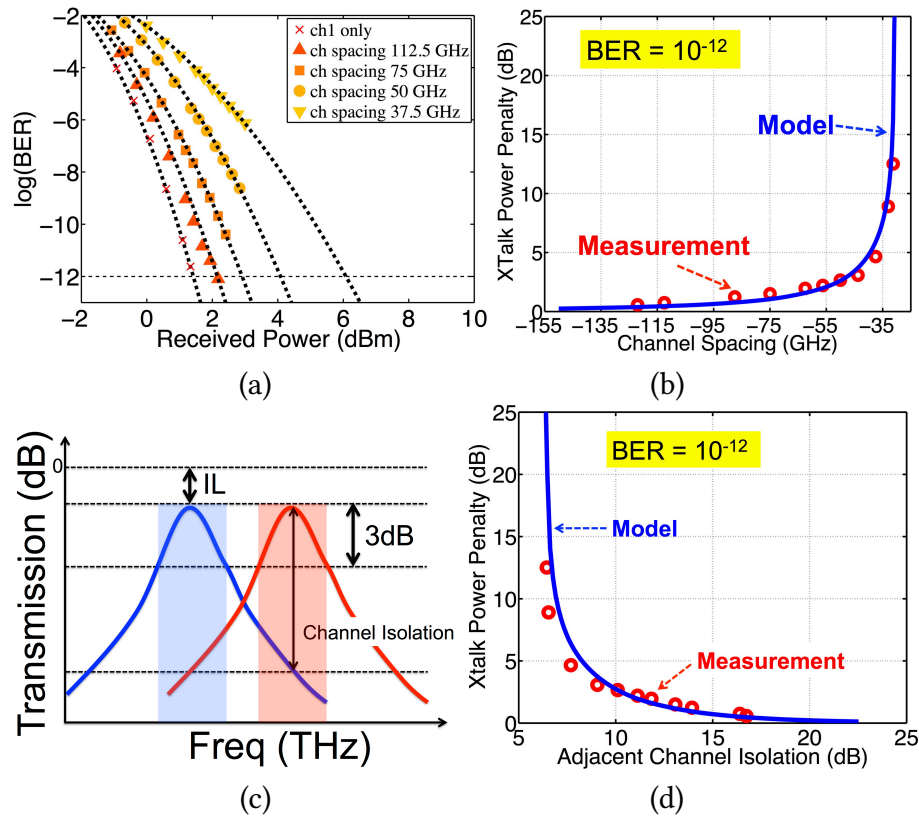 (a)
log(BER)
−2
−4
−6
−8
−10
−12
−2 0 2 4 6 8 10
Received Power (dBm)
ch1 only
ch spacing 112.5 GHz
ch spacing 75 GHz
ch spacing 50 GHz
ch spacing 37.5 GHz
XTalk Power Penalty (dB)
25
20
15
10
5
0
−155 −135 −115 −95 −75 −55 −35
Channel Spacing (GHz)
BER = 10⁻¹²
Model
Measurement
(a)
(b)
Transmission (dB)
0
IL
3dB
Channel Isolation
Freq (THz)
Xtalk Power Penalty (dB)
25
20
15
10
5
0
5 10 15 20 25
Adjacent Channel Isolation (dB)
BER = 10⁻¹²
Model
Measurement
(c)
(d)